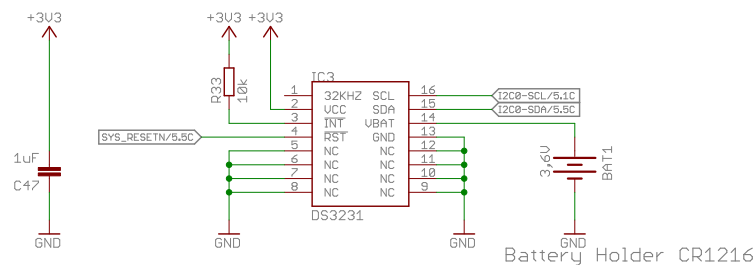 +3V3
+3V3
+3V3
1uF
C47
GND
R33
10k
SYS_RESETN/5.5C
IC3
1 32KHZ SCL 16
2 VCC SDA 15
3 INT VBAT 14
4 RST GND 13
5 NC NC 12
6 NC NC 11
7 NC NC 10
8 NC NC 9
DS3231
I2C0-SCL/5.1C
I2C0-SDA/5.5C
3,6V
BAT1
GND
GND
GND
Battery Holder CR1216